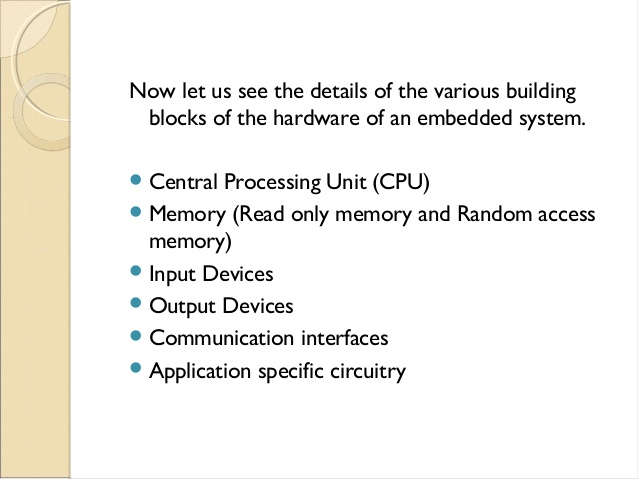 Now let us see the details of the various building
blocks of the hardware of an embedded system.
Central Processing Unit (CPU)
Memory (Read only memory and Random access
memory)
Input Devices
Output Devices
Communication interfaces
Application specific circuitry